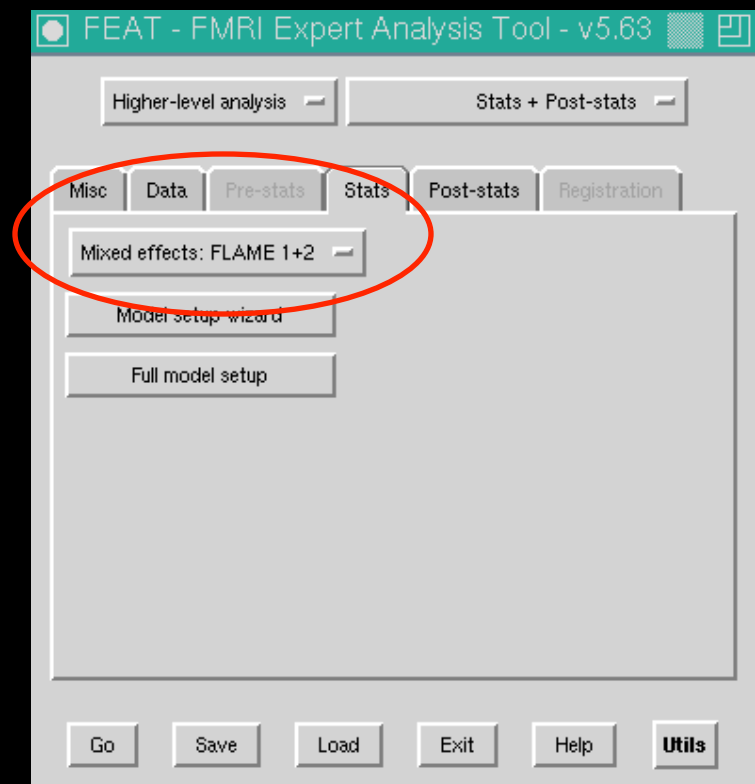 FEAT - FMRI Expert Analysis Tool - v5.63
Higher-level analysis Stats + Post-stats
Misc Data Pre-stats Stats Post-stats Registration
Mixed effects: FLAME 1+2
Model setup wizard
Full model setup
Go Save Load Exit Help Utils